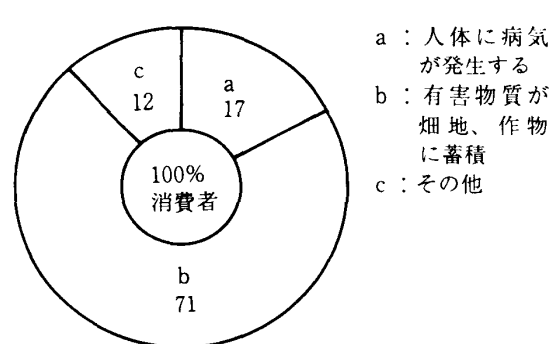 c
12
a
17
100%
消費者
b
71
a：人体に病気
が発生する
b：有害物質が
畑地、作物
に蓄積
c：その他